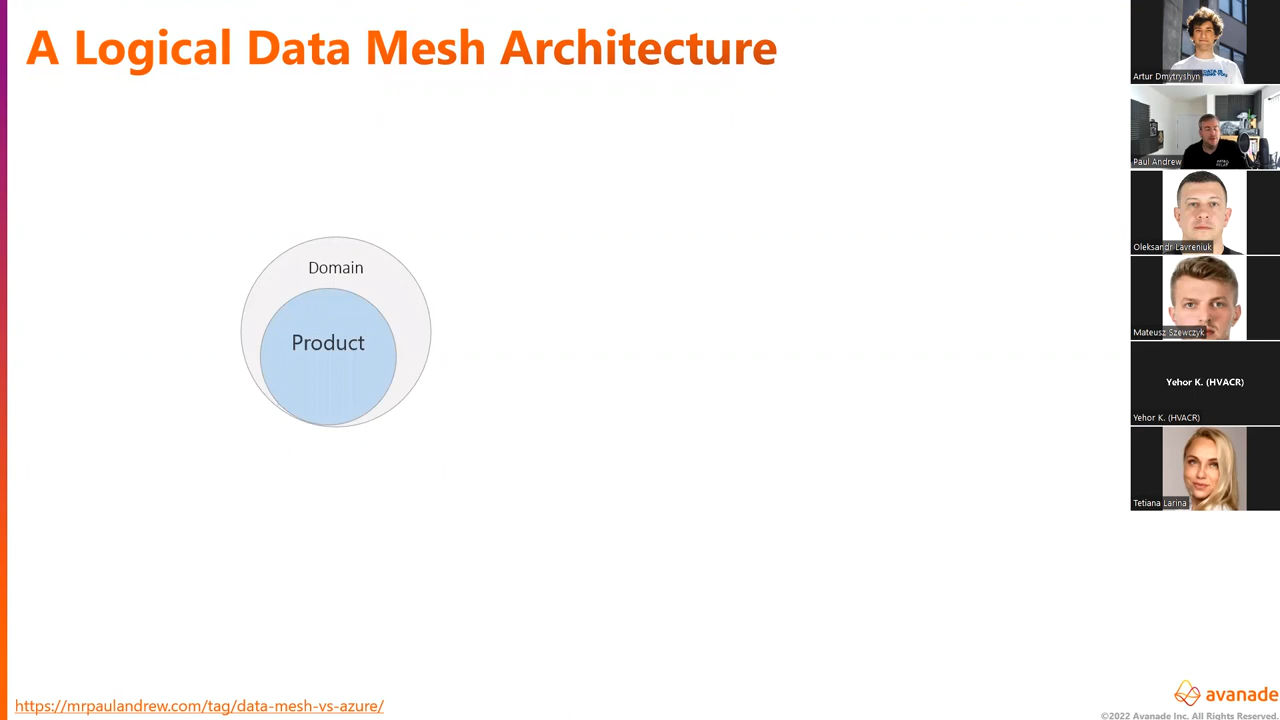 A Logical Data Mesh Architecture
Domain
Product
https://mrpaulandrew.com/tag/data-mesh-vs-azure/
avanade
©2022 Avanade Inc. All Rights Reserved.
Artur Dmytryshyn
Paul Andrew
Oleksandr Lavreniuk
Mateusz Szewczyk
Yehor K. (HVACR)
Yehor K. (HVACR)
Tetiana Larina